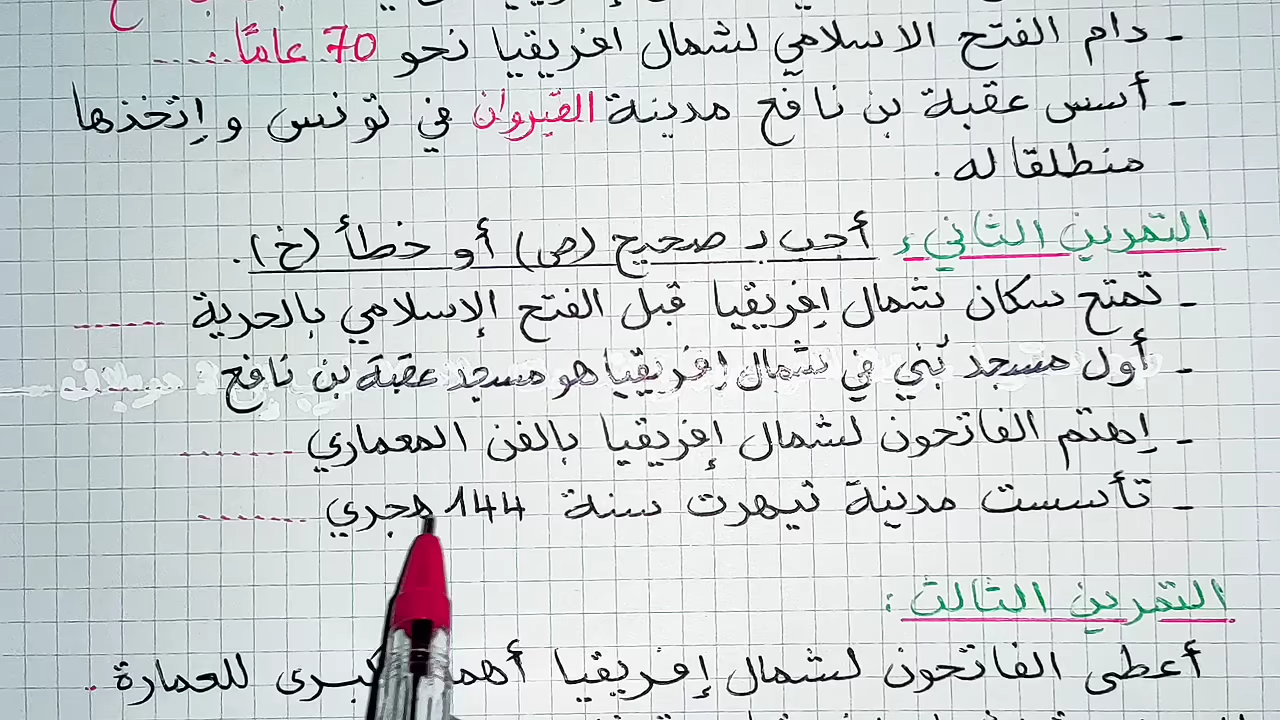 - دام الفتح الاسلامي لشمال افريقيا نحو 70 عامًا.....
- أسس عقبة بن نافع مدينة القيروان في تونس وإتخذها
منطلقا له.
التمرين الثاني: أجب بـ صحيح (ص) أو خطأ (خ).
- تمتع سكان شمال إفريقيا قبل الفتح الإسلامي بالحرية .......
- أول مسجد بُني في شمال إفريقيا هو مسجد عقبة بن نافع ......
- إهتم الفاتحون لشمال إفريقيا بالفن المعماري ........
- تأسست مدينة تيهرت سنة 144 هجري .......
التمرين الثالث:
أعطى الفاتحون لشمال إفريقيا كبرى للعمارة ..